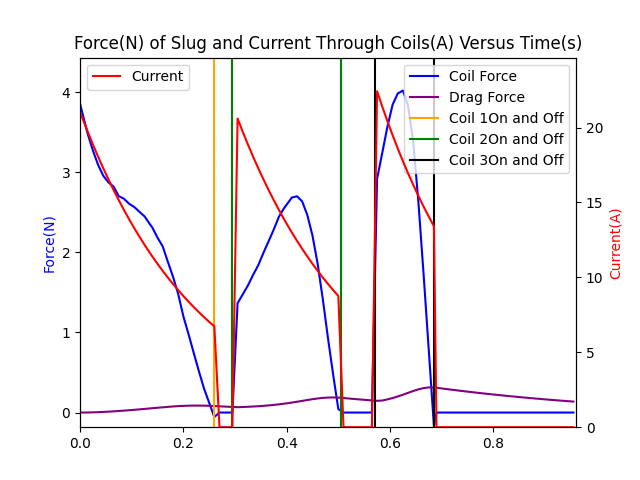 Force(N) of Slug and Current Through Coils(A) Versus Time(s)
Current
Coil Force
Drag Force
Coil 1On and Off
Coil 2On and Off
Coil 3On and Off
Force(N)
4
3
2
1
0
Current(A)
20
15
10
5
0
0.0 0.2 0.4 0.6 0.8